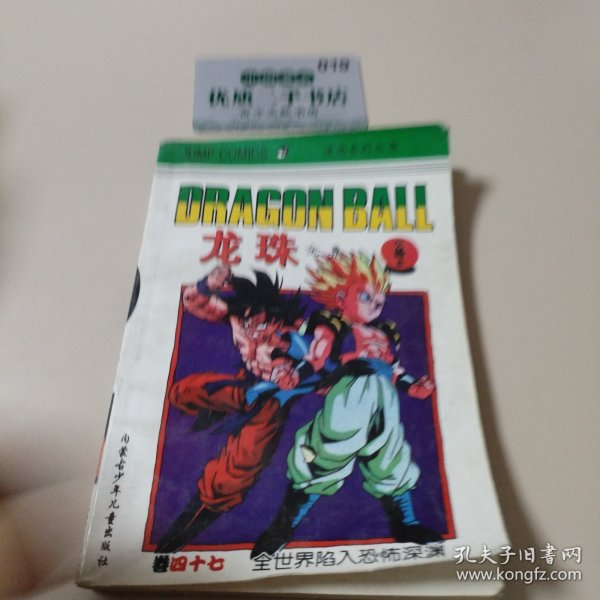 019
优质二手书店
JUMP COMICS
DRAGON BALL
龙珠
内蒙古少年儿童出版社
卷四十七 全世界陷入恐怖深渊
孔夫子旧书网
www.kongfz.com